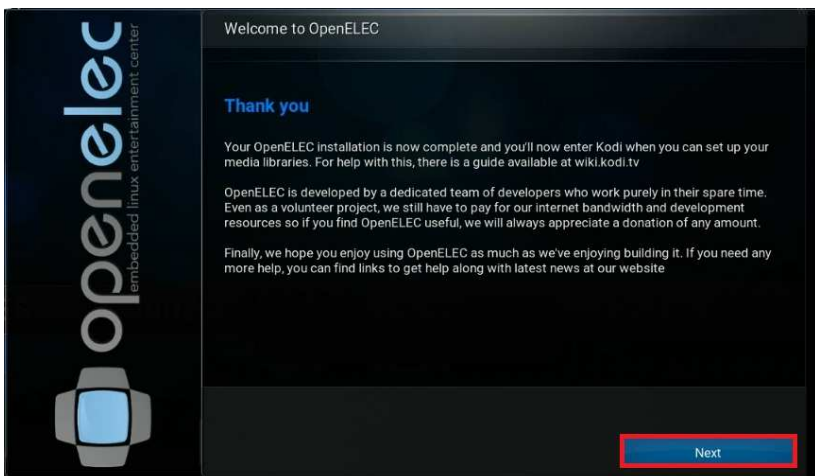 openelec
embedded linux entertainment center
Welcome to OpenELEC
Thank you
Your OpenELEC installation is now complete and you'll now enter Kodi when you can set up your
media libraries. For help with this, there is a guide available at wiki.kodi.tv
OpenELEC is developed by a dedicated team of developers who work purely in their spare time.
Even as a volunteer project, we still have to pay for our internet bandwidth and development
resources so if you find OpenELEC useful, we will always appreciate a donation of any amount.
Finally, we hope you enjoy using OpenELEC as much as we've enjoying building it. If you need any
more help, you can find links to get help along with latest news at our website
Next